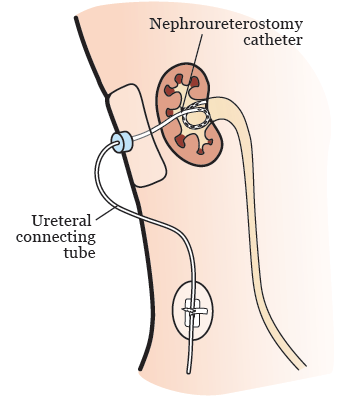 Nephroureterostomy
catheter
Ureteral
connecting
tube